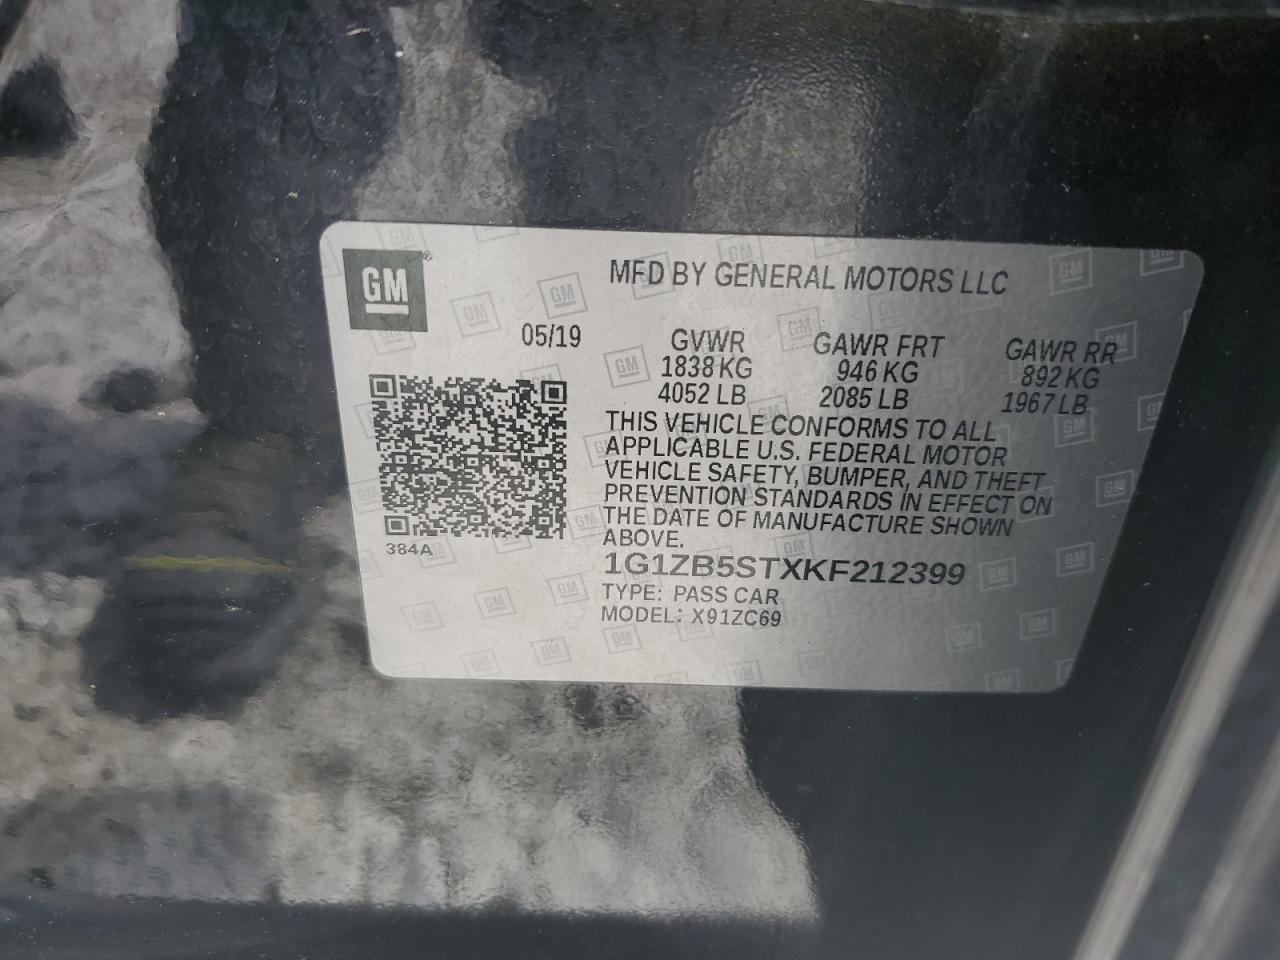 GM
MFD BY GENERAL MOTORS LLC
05/19
GVWR GAWR FRT GAWR RR
1838 KG 946 KG 892 KG
4052 LB 2085 LB 1967 LB
THIS VEHICLE CONFORMS TO ALL
APPLICABLE U.S. FEDERAL MOTOR
VEHICLE SAFETY, BUMPER, AND THEFT
PREVENTION STANDARDS IN EFFECT ON
THE DATE OF MANUFACTURE SHOWN
ABOVE.
384A
1G1ZB5STXKF212399
TYPE: PASS CAR
MODEL: X91ZC69